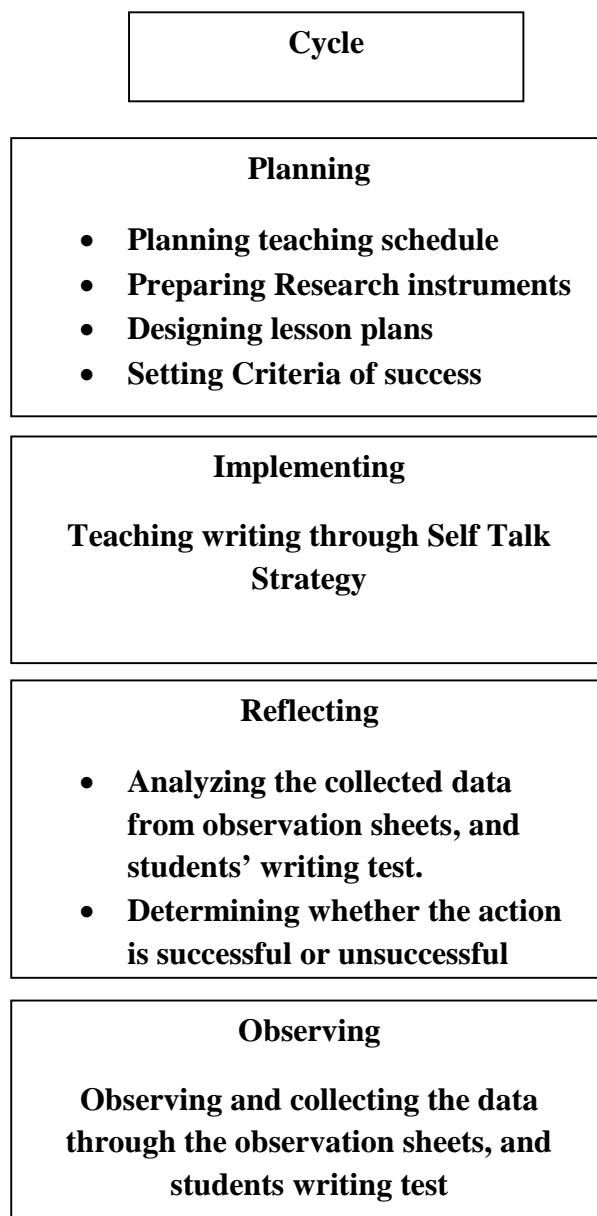 Cycle
Planning
• Planning teaching schedule
• Preparing Research instruments
• Designing lesson plans
• Setting Criteria of success
Implementing
Teaching writing through Self Talk
Strategy
Reflecting
• Analyzing the collected data
from observation sheets, and
students’ writing test.
• Determining whether the action
is successful or unsuccessful
Observing
Observing and collecting the data
through the observation sheets, and
students writing test